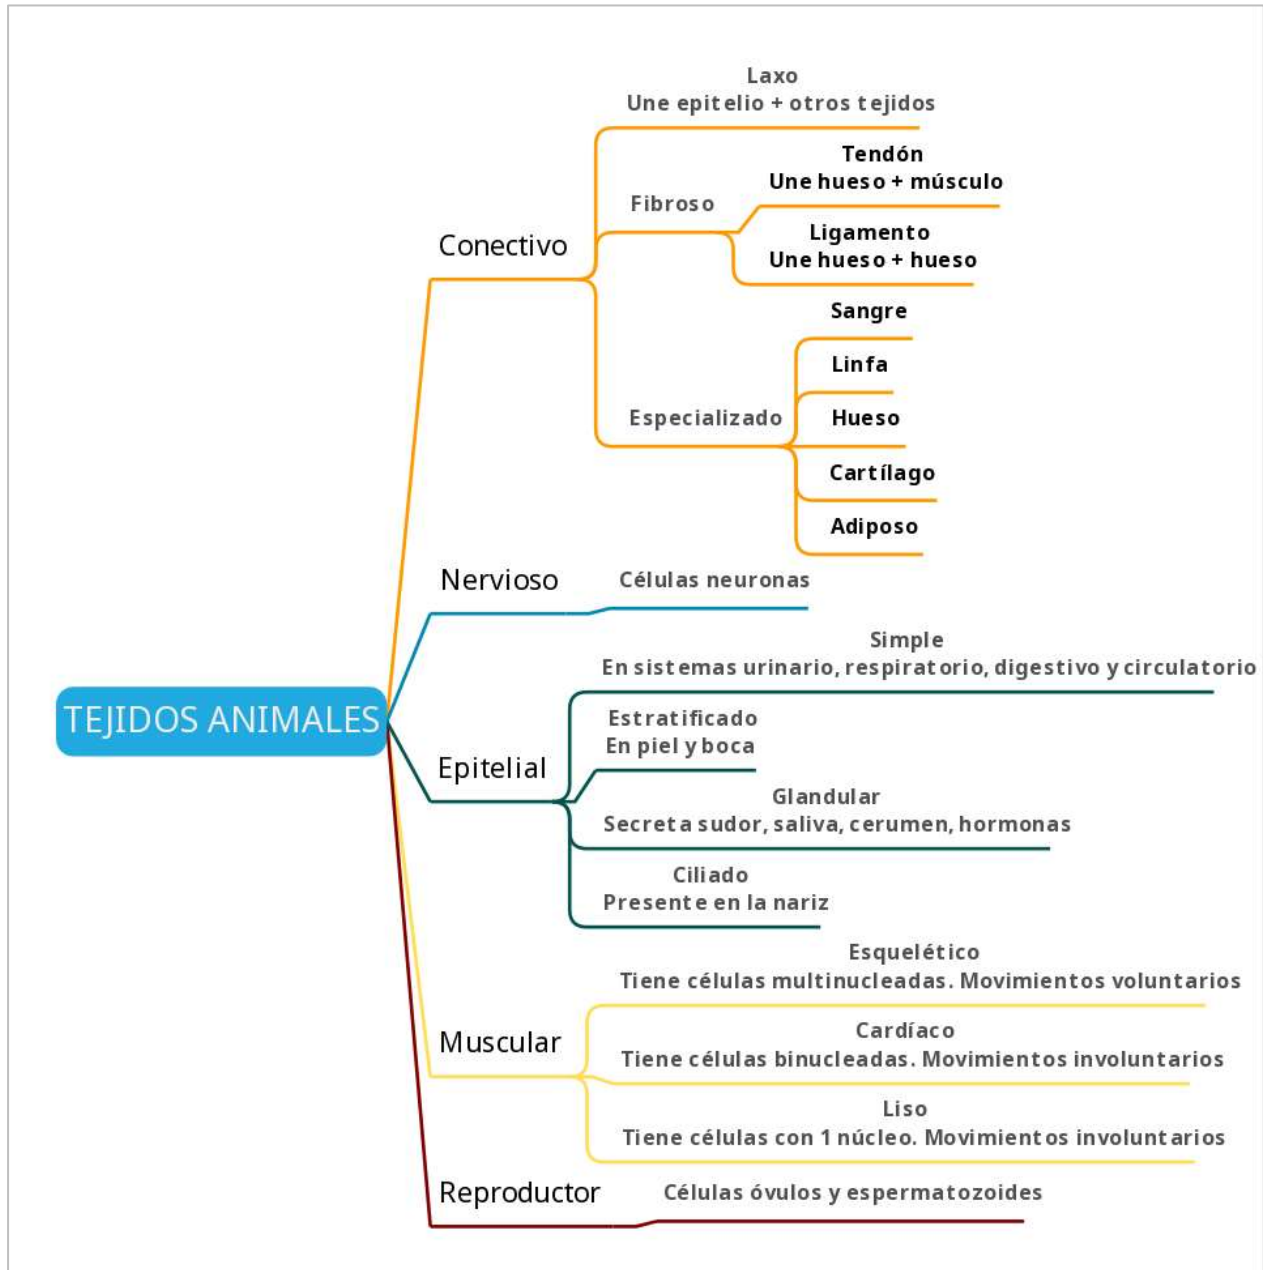 TEJIDOS ANIMALES
Conectivo
Laxo
Une epitelio + otros tejidos
Fibroso
Tendón
Une hueso + músculo
Ligamento
Une hueso + hueso
Especializado
Sangre
Linfa
Hueso
Cartílago
Adiposo
Nervioso
Células neuronas
Epitelial
Simple
En sistemas urinario, respiratorio, digestivo y circulatorio
Estratificado
En piel y boca
Glandular
Secreta sudor, saliva, cerumen, hormonas
Ciliado
Presente en la nariz
Muscular
Esquelético
Tiene células multinucleadas. Movimientos voluntarios
Cardíaco
Tiene células binucleadas. Movimientos involuntarios
Liso
Tiene células con 1 núcleo. Movimientos involuntarios
Reproductor
Células óvulos y espermatozoides